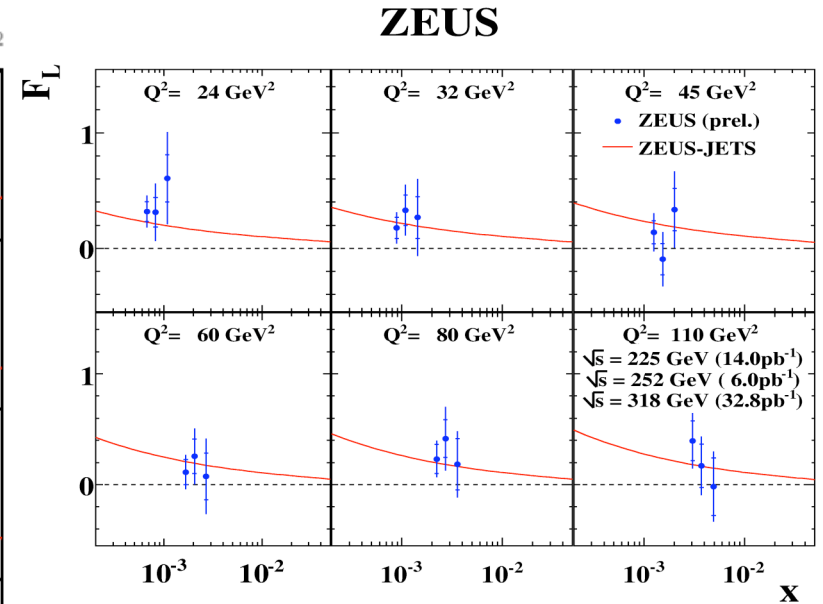 ZEUS
2
F_L
Q²= 24 GeV²
Q²= 32 GeV²
Q²= 45 GeV²
ZEUS (prel.)
ZEUS-JETS
1
0
Q²= 60 GeV²
Q²= 80 GeV²
Q²= 110 GeV²
√s = 225 GeV (14.0pb⁻¹)
√s = 252 GeV ( 6.0pb⁻¹)
√s = 318 GeV (32.8pb⁻¹)
1
0
10⁻³ 10⁻² 10⁻³ 10⁻² 10⁻³ 10⁻²
x